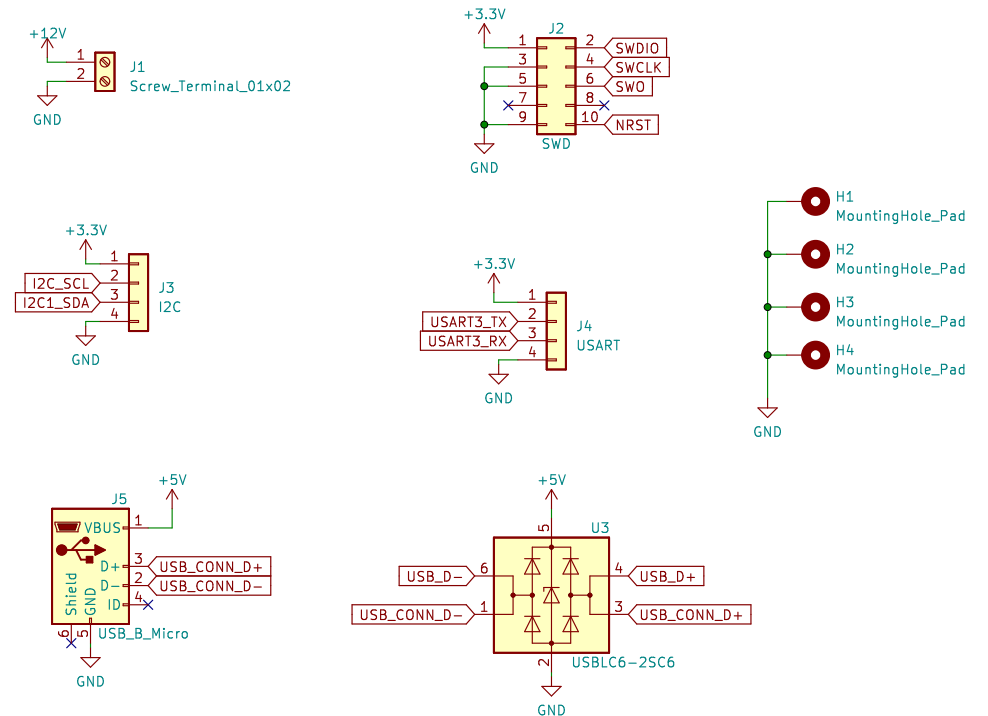 +12V
1
2
J1
Screw_Terminal_01x02
GND
+3.3V
J2
1
2
SWDIO
3
4
SWCLK
5
6
SWO
7
8
9
10
NRST
SWD
GND
H1
MountingHole_Pad
H2
MountingHole_Pad
H3
MountingHole_Pad
H4
MountingHole_Pad
GND
+3.3V
1
I2C_SCL
2
I2C1_SDA
3
4
J3
I2C
GND
+3.3V
1
USART3_TX
2
USART3_RX
3
4
J4
USART
GND
+5V
J5
VBUS
1
D+
3
USB_CONN_D+
D-
2
USB_CONN_D-
ID
4
Shield
GND
6
5
USB_B_Micro
GND
+5V
5
U3
USB_D-
6
4
USB_D+
USB_CONN_D-
1
3
USB_CONN_D+
2
USBLC6-2SC6
GND